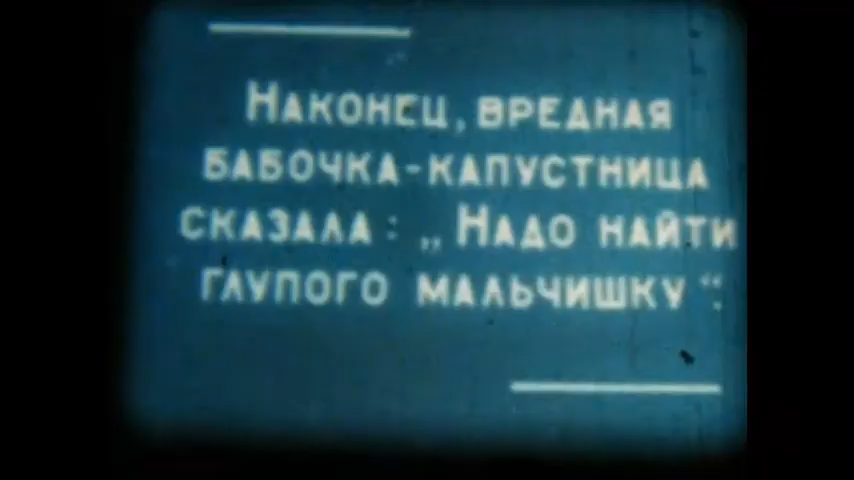 Наконец, вредная
бабочка-капустница
сказала: „Надо найти
глупого мальчишку“.